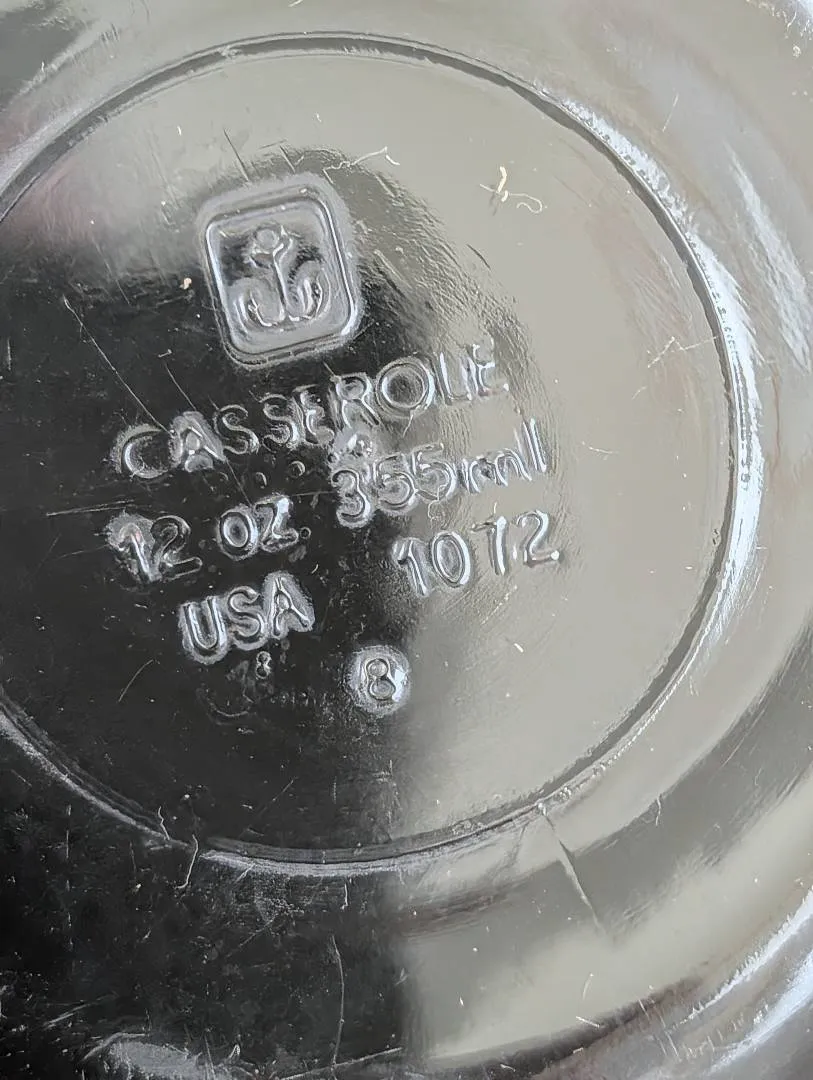 CASSEROLE
12 OZ. 355ml
USA 1072
8